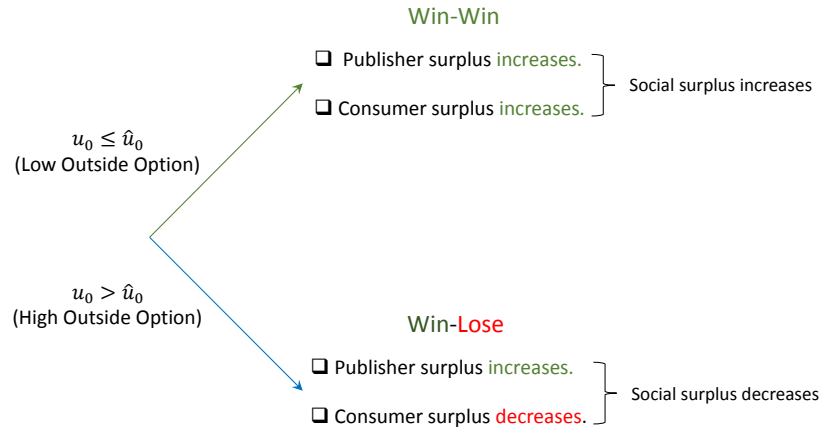 Win-Win
❑ Publisher surplus increases.
❑ Consumer surplus increases.
Social surplus increases
u₀ ≤ û₀
(Low Outside Option)
u₀ > û₀
(High Outside Option)
Win-Lose
❑ Publisher surplus increases.
❑ Consumer surplus decreases.
Social surplus decreases